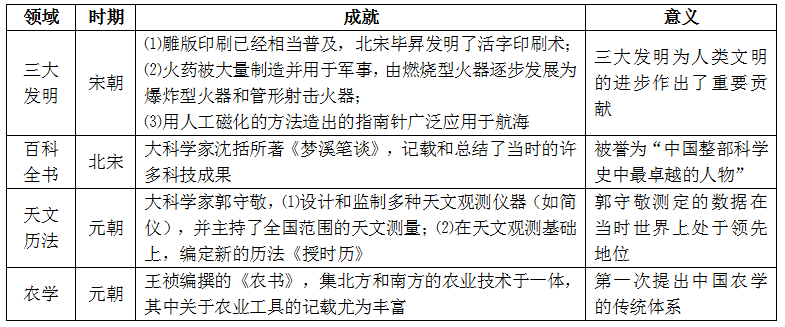 领域 时期 成就 意义
三大发明 宋朝 ⑴雕版印刷已经相当普及，北宋毕昇发明了活字印刷术；
⑵火药被大量制造并用于军事，由燃烧型火器逐步发展为
爆炸型火器和管形射击火器；
⑶用人工磁化的方法造出的指南针广泛应用于航海
三大发明为人类文明
的进步作出了重要贡
献
百科
全书
北宋
大科学家沈括所著《梦溪笔谈》，记载和总结了当时的许
多科技成果
被誉为“中国整部科学
史中最卓越的人物”
天文
历法
元朝
大科学家郭守敬，⑴设计和监制多种天文观测仪器（如简
仪），并主持了全国范围的天文测量；⑵在天文观测基础
上，编定新的历法《授时历》
郭守敬测定的数据在
当时世界上处于领先
地位
农学
元朝
王祯编撰的《农书》，集北方和南方的农业技术于一体，
其中关于农业工具的记载尤为丰富
第一次提出中国农学
的传统体系